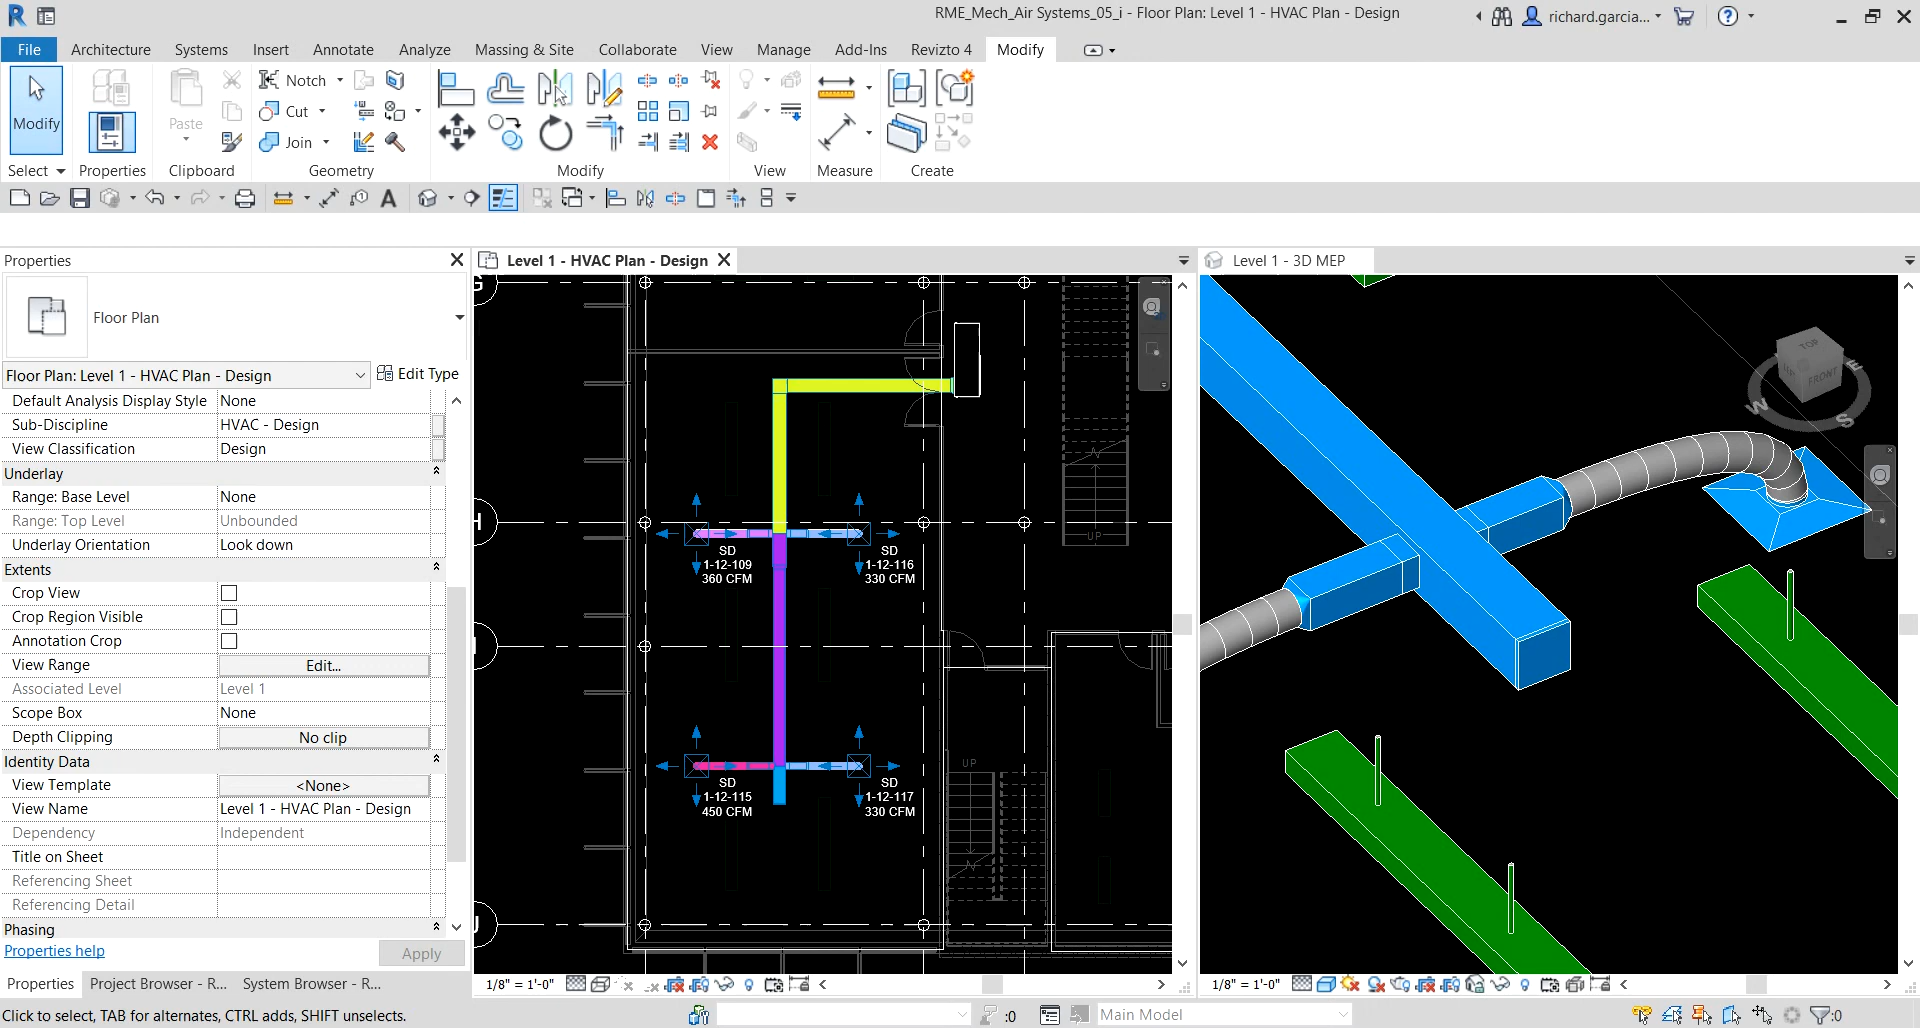 RME_Mech_Air Systems_05_i - Floor Plan: Level 1 - HVAC Plan - Design
richard.garcia...
File Architecture Systems Insert Annotate Analyze Massing & Site Collaborate View Manage Add-Ins Revizto 4 Modify
Modify
Paste
Notch
Cut
Join
Select Properties Clipboard Geometry Modify View Measure Create
Properties
Floor Plan
Floor Plan: Level 1 - HVAC Plan - Design
Edit Type
Default Analysis Display Style None
Sub-Discipline HVAC - Design
View Classification Design
Underlay
Range: Base Level None
Range: Top Level Unbounded
Underlay Orientation Look down
Extents
Crop View
Crop Region Visible
Annotation Crop
View Range Edit...
Associated Level Level 1
Scope Box None
Depth Clipping No clip
Identity Data
View Template <None>
View Name Level 1 - HVAC Plan - Design
Dependency Independent
Title on Sheet
Referencing Sheet
Referencing Detail
Phasing
Properties help
Apply
Properties Project Browser - R... System Browser - R...
Level 1 - HVAC Plan - Design
G
H
J
UP
SD
1-12-109
360 CFM
SD
1-12-116
330 CFM
SD
1-12-115
450 CFM
SD
1-12-117
330 CFM
UP
1/8" = 1'-0"
Level 1 - 3D MEP
TOP
FRONT
E
W
S
1/8" = 1'-0"
Click to select, TAB for alternates, CTRL adds, SHIFT unselects.
:0
Main Model
:0